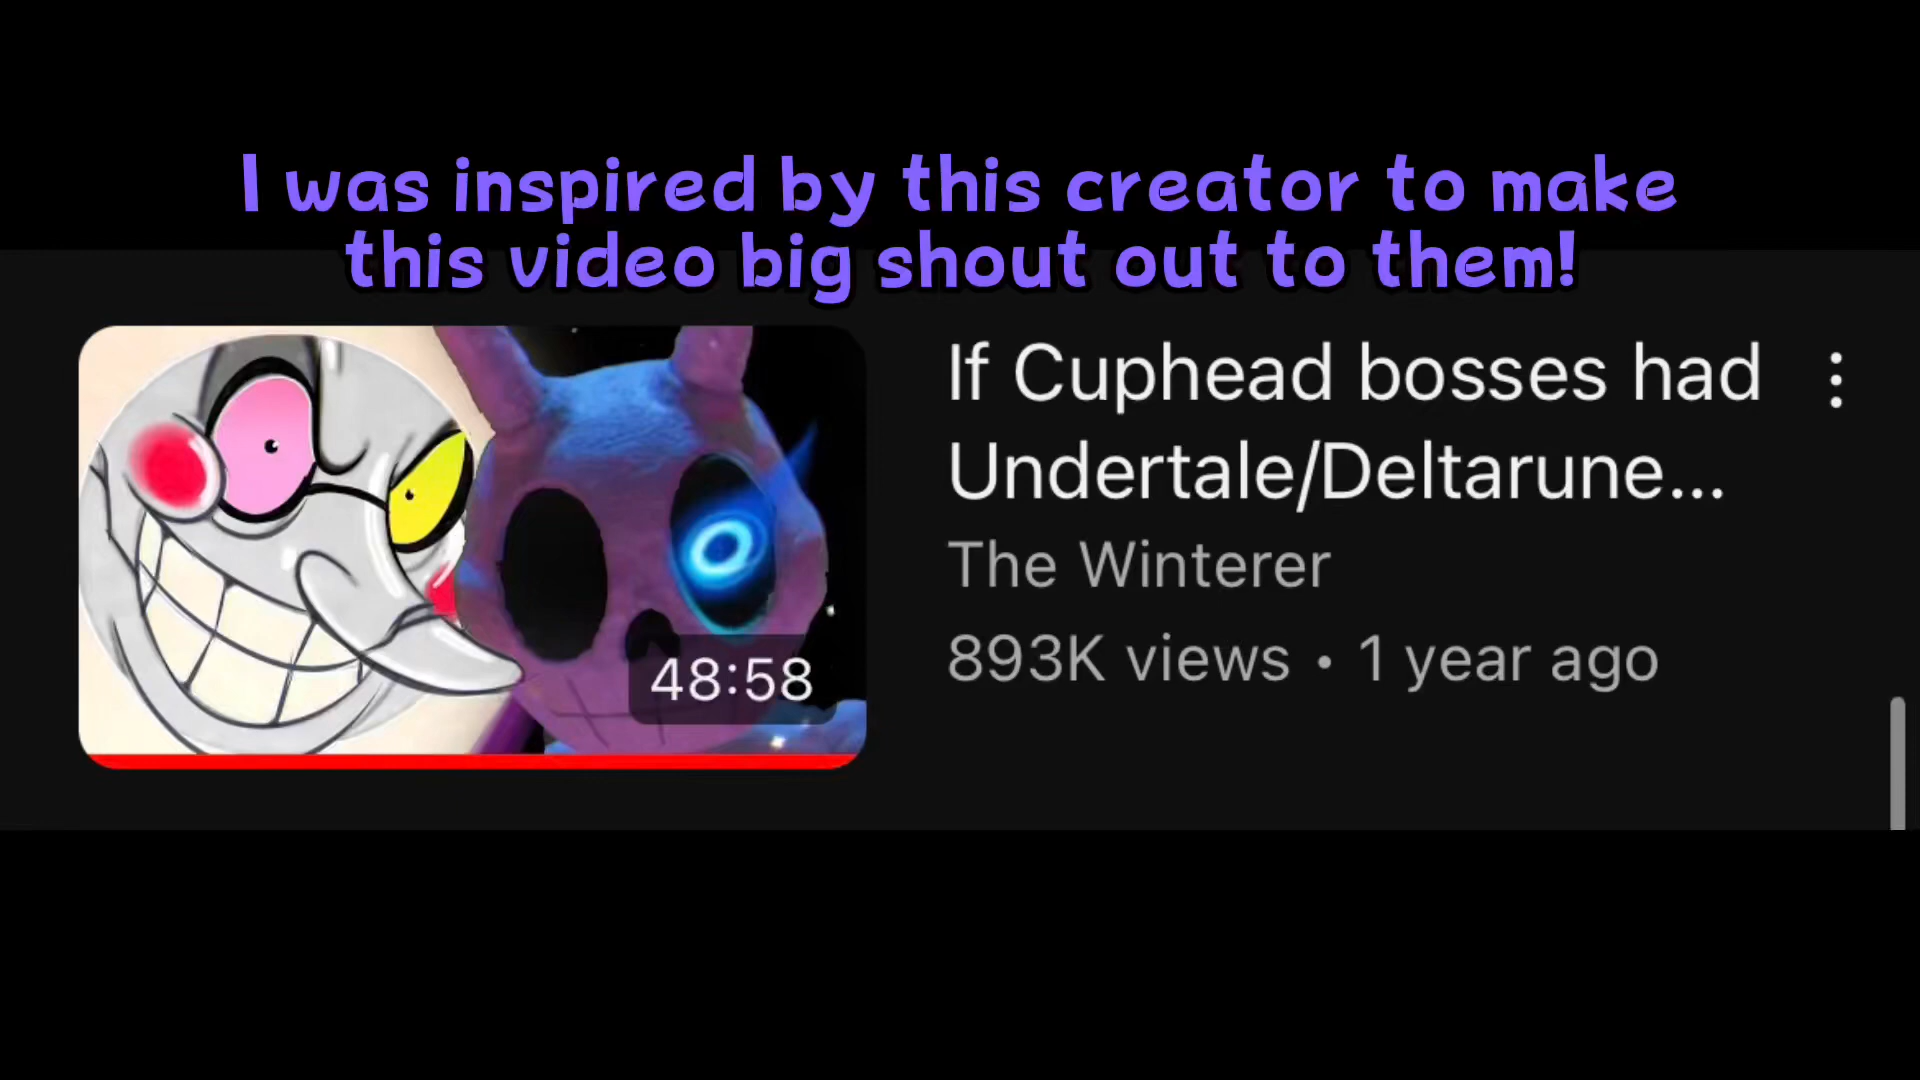 I was inspired by this creator to make
this video big shout out to them!
If Cuphead bosses had
Undertale/Deltarune...
The Winterer
893K views • 1 year ago
48:58